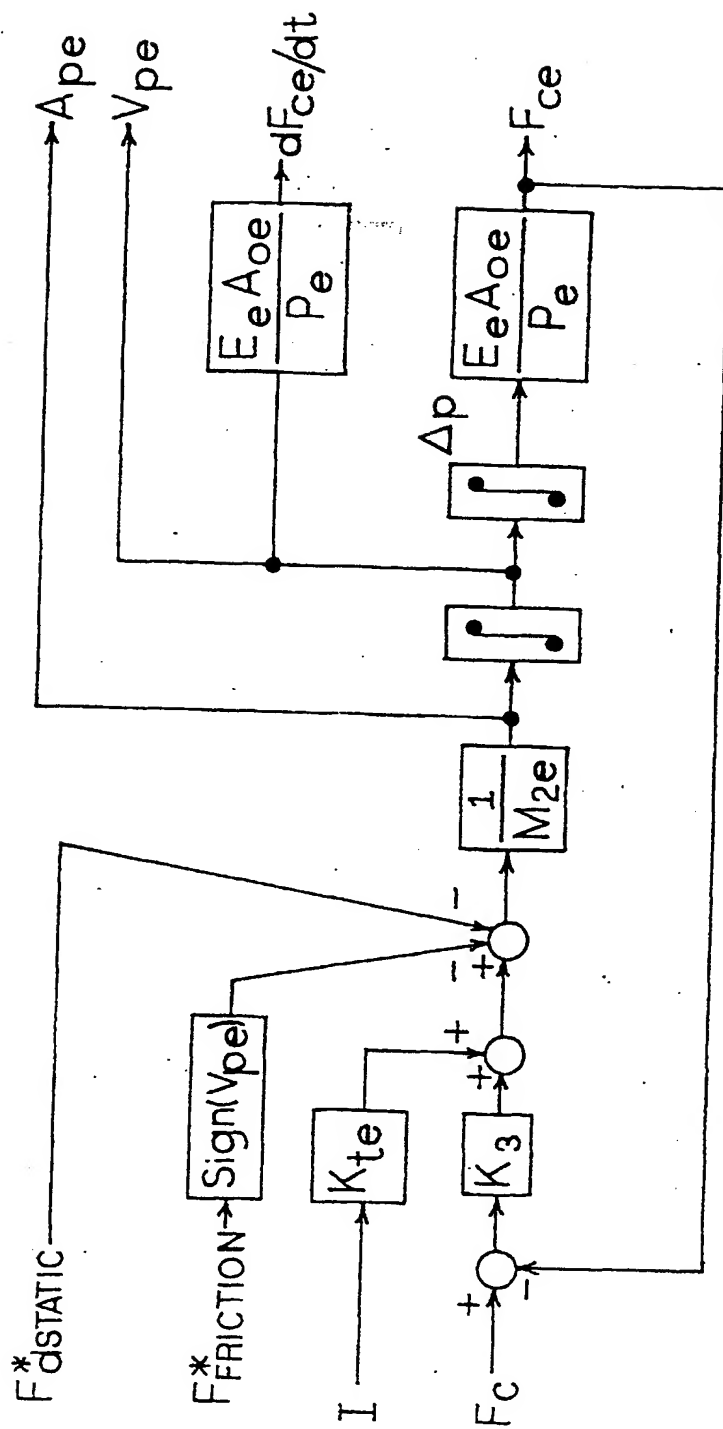 F*dSTATIC
F*FRICTION
Sign(Vpe)
I
Kte
Fc
+
-
K3
+
+
+
-
-
1
M2e
Δp
EeAoe
Pe
EeAoe
Pe
Ape
Vpe
dFce/dt
Fce